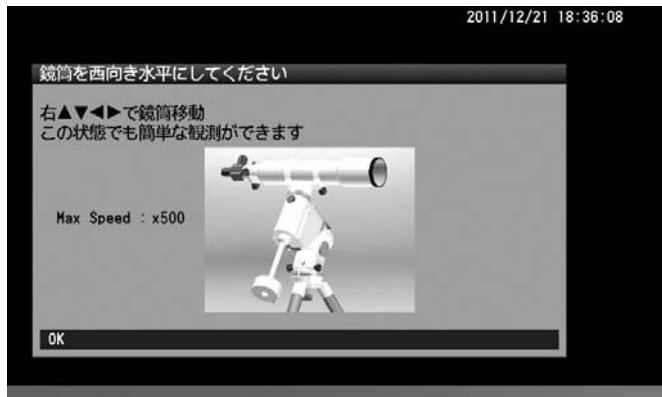 2011/12/21 18:36:08
鏡筒を西向き水平にしてください
右▲▼◀▶で鏡筒移動
この状態でも簡単な観測ができます
Max Speed : x500
OK